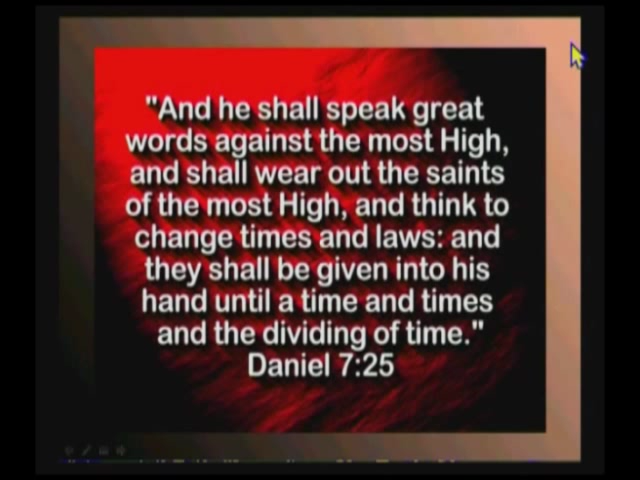 "And he shall speak great
words against the most High,
and shall wear out the saints
of the most High, and think to
change times and laws: and
they shall be given into his
hand until a time and times
and the dividing of time."
Daniel 7:25